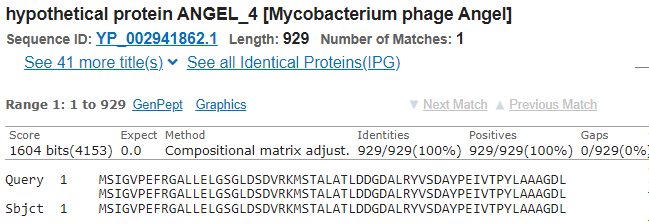 hypothetical protein ANGEL_4 [Mycobacterium phage Angel]
Sequence ID: YP_002941862.1 Length: 929 Number of Matches: 1
See 41 more title(s) See all Identical Proteins(IPG)
Range 1: 1 to 929 GenPept Graphics Next Match Previous Match
Score Expect Method Identities Positives Gaps
1604 bits(4153) 0.0 Compositional matrix adjust. 929/929(100%) 929/929(100%) 0/929(0%)
Query 1 MSIGVPEFRGALLELGSGLDSDVRKMSTALATLDDGDALRYVSDAYPEIVTPYLAAAGDL
MSIGVPEFRGALLELGSGLDSDVRKMSTALATLDDGDALRYVSDAYPEIVTPYLAAAGDL
Sbjct 1 MSIGVPEFRGALLELGSGLDSDVRKMSTALATLDDGDALRYVSDAYPEIVTPYLAAAGDL